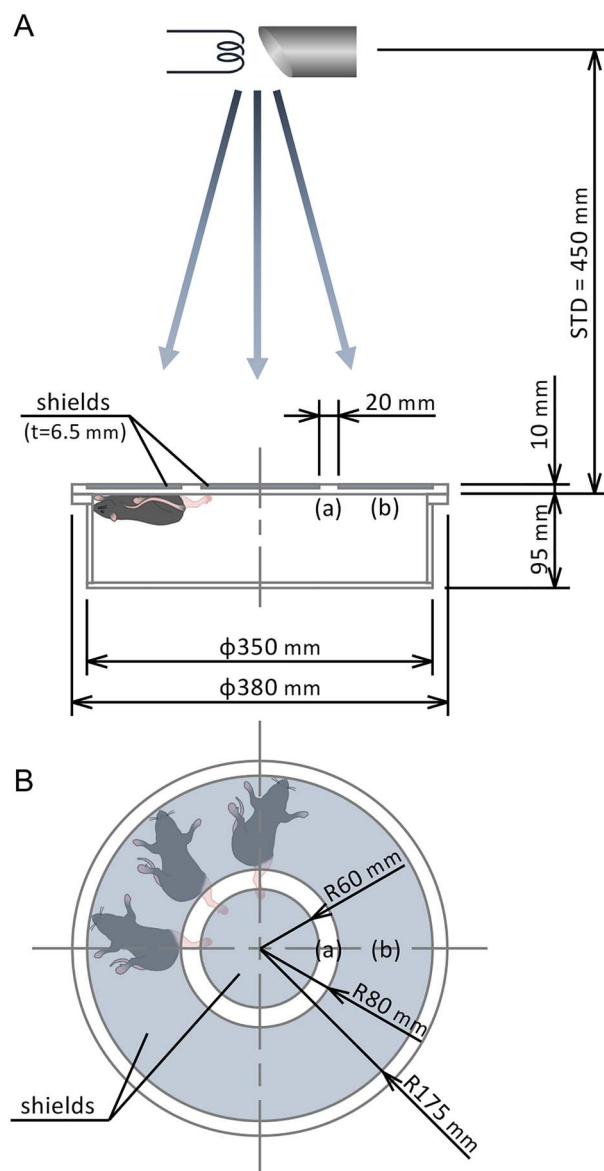 A
STD = 450 mm
shields
(t=6.5 mm)
20 mm
10 mm
(a)
(b)
95 mm
ϕ350 mm
ϕ380 mm
B
R60 mm
(a)
(b)
R80 mm
R175 mm
shields